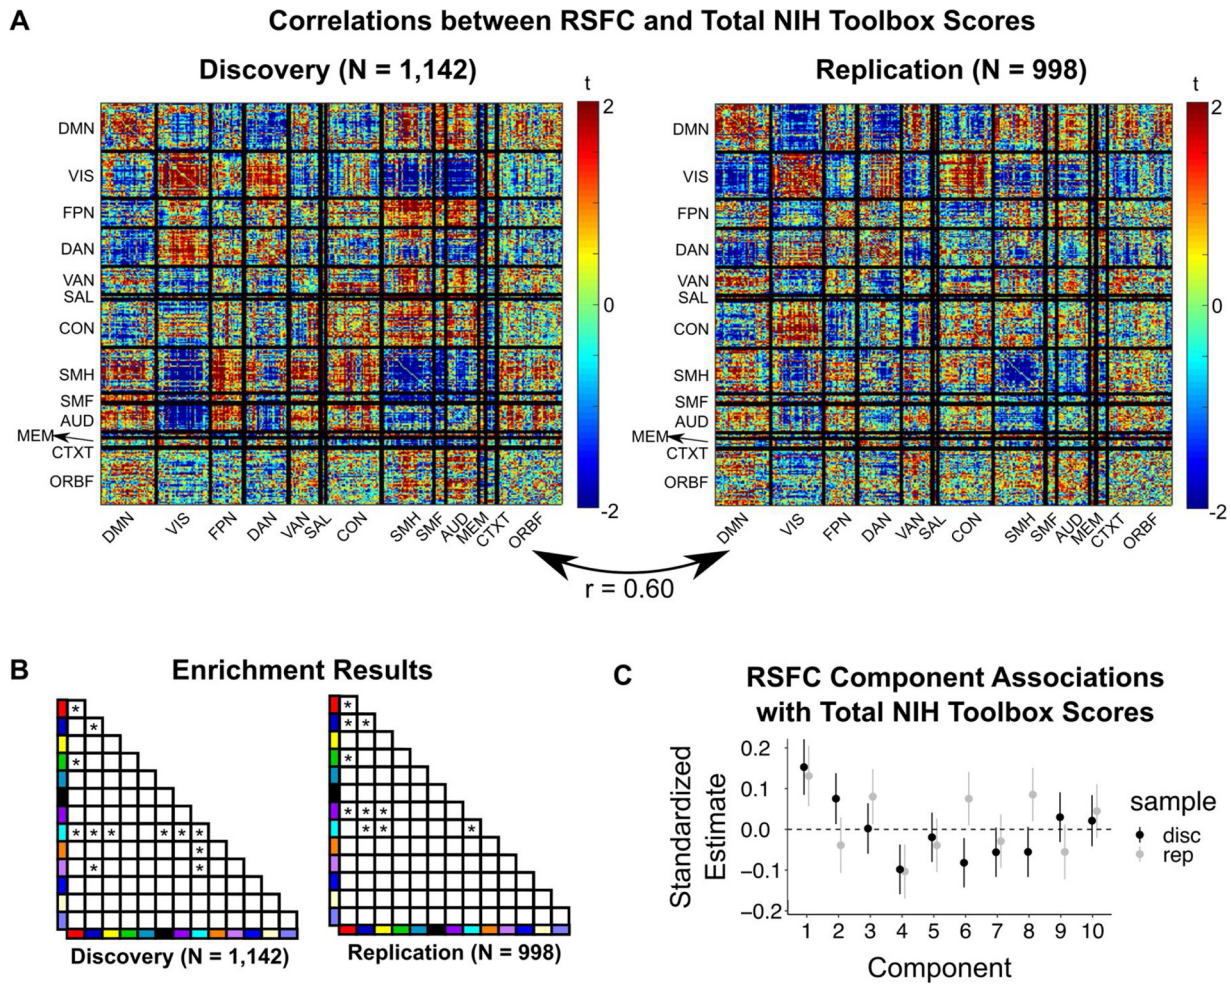 A
Correlations between RSFC and Total NIH Toolbox Scores
Discovery (N = 1,142)
t
2
0
-2
DMN
VIS
FPN
DAN
VAN
SAL
CON
SMH
SMF
AUD
MEM
CTXT
ORBF
DMN
VIS
FPN
DAN
VAN
SAL
CON
SMH
SMF
AUD
MEM
CTXT
ORBF
Replication (N = 998)
t
2
0
-2
DMN
VIS
FPN
DAN
VAN
SAL
CON
SMH
SMF
AUD
MEM
CTXT
ORBF
DMN
VIS
FPN
DAN
VAN
SAL
CON
SMH
SMF
AUD
MEM
CTXT
ORBF
r = 0.60
B
Enrichment Results
*
*
*
* * * * * *
*
* *
Discovery (N = 1,142)
*
* *
*
* * *
* * *
Replication (N = 998)
C
RSFC Component Associations
with Total NIH Toolbox Scores
Standardized
Estimate
0.2
0.1
0.0
−0.1
−0.2
1 2 3 4 5 6 7 8 9 10
Component
sample
disc
rep